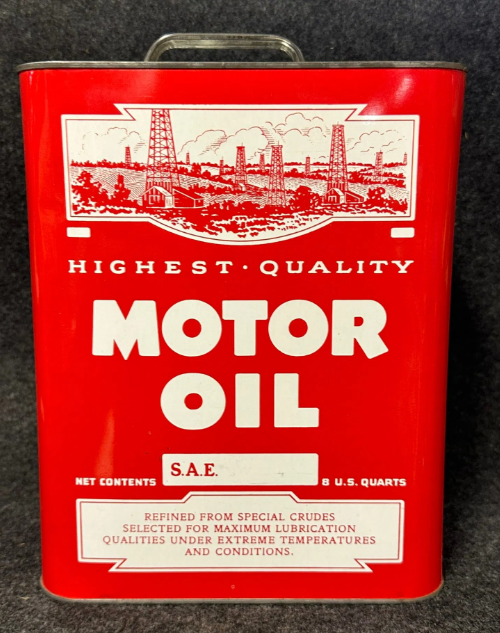 HIGHEST · QUALITY
MOTOR
OIL
S.A.E.
NET CONTENTS 8 U.S. QUARTS
REFINED FROM SPECIAL CRUDES
SELECTED FOR MAXIMUM LUBRICATION
QUALITIES UNDER EXTREME TEMPERATURES
AND CONDITIONS.